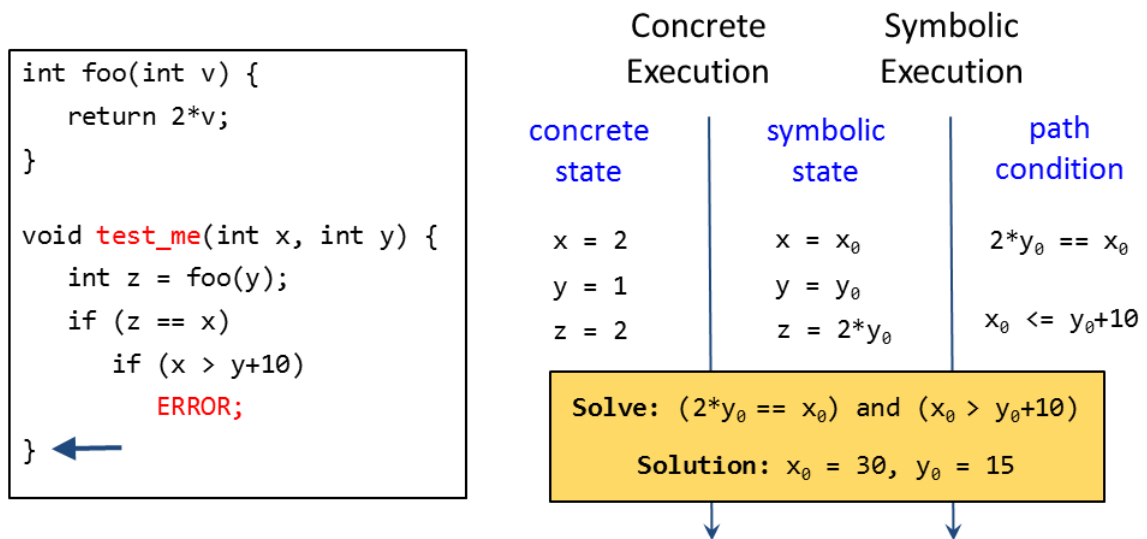 int foo(int v) {
return 2*v;
}
void test_me(int x, int y) {
int z = foo(y);
if (z == x)
if (x > y+10)
ERROR;
}
Concrete
Execution
Symbolic
Execution
concrete
state
symbolic
state
path
condition
x = 2
y = 1
z = 2
x = x₀
y = y₀
z = 2*y₀
2*y₀ == x₀
x₀ <= y₀+10
Solve: (2*y₀ == x₀) and (x₀ > y₀+10)
Solution: x₀ = 30, y₀ = 15